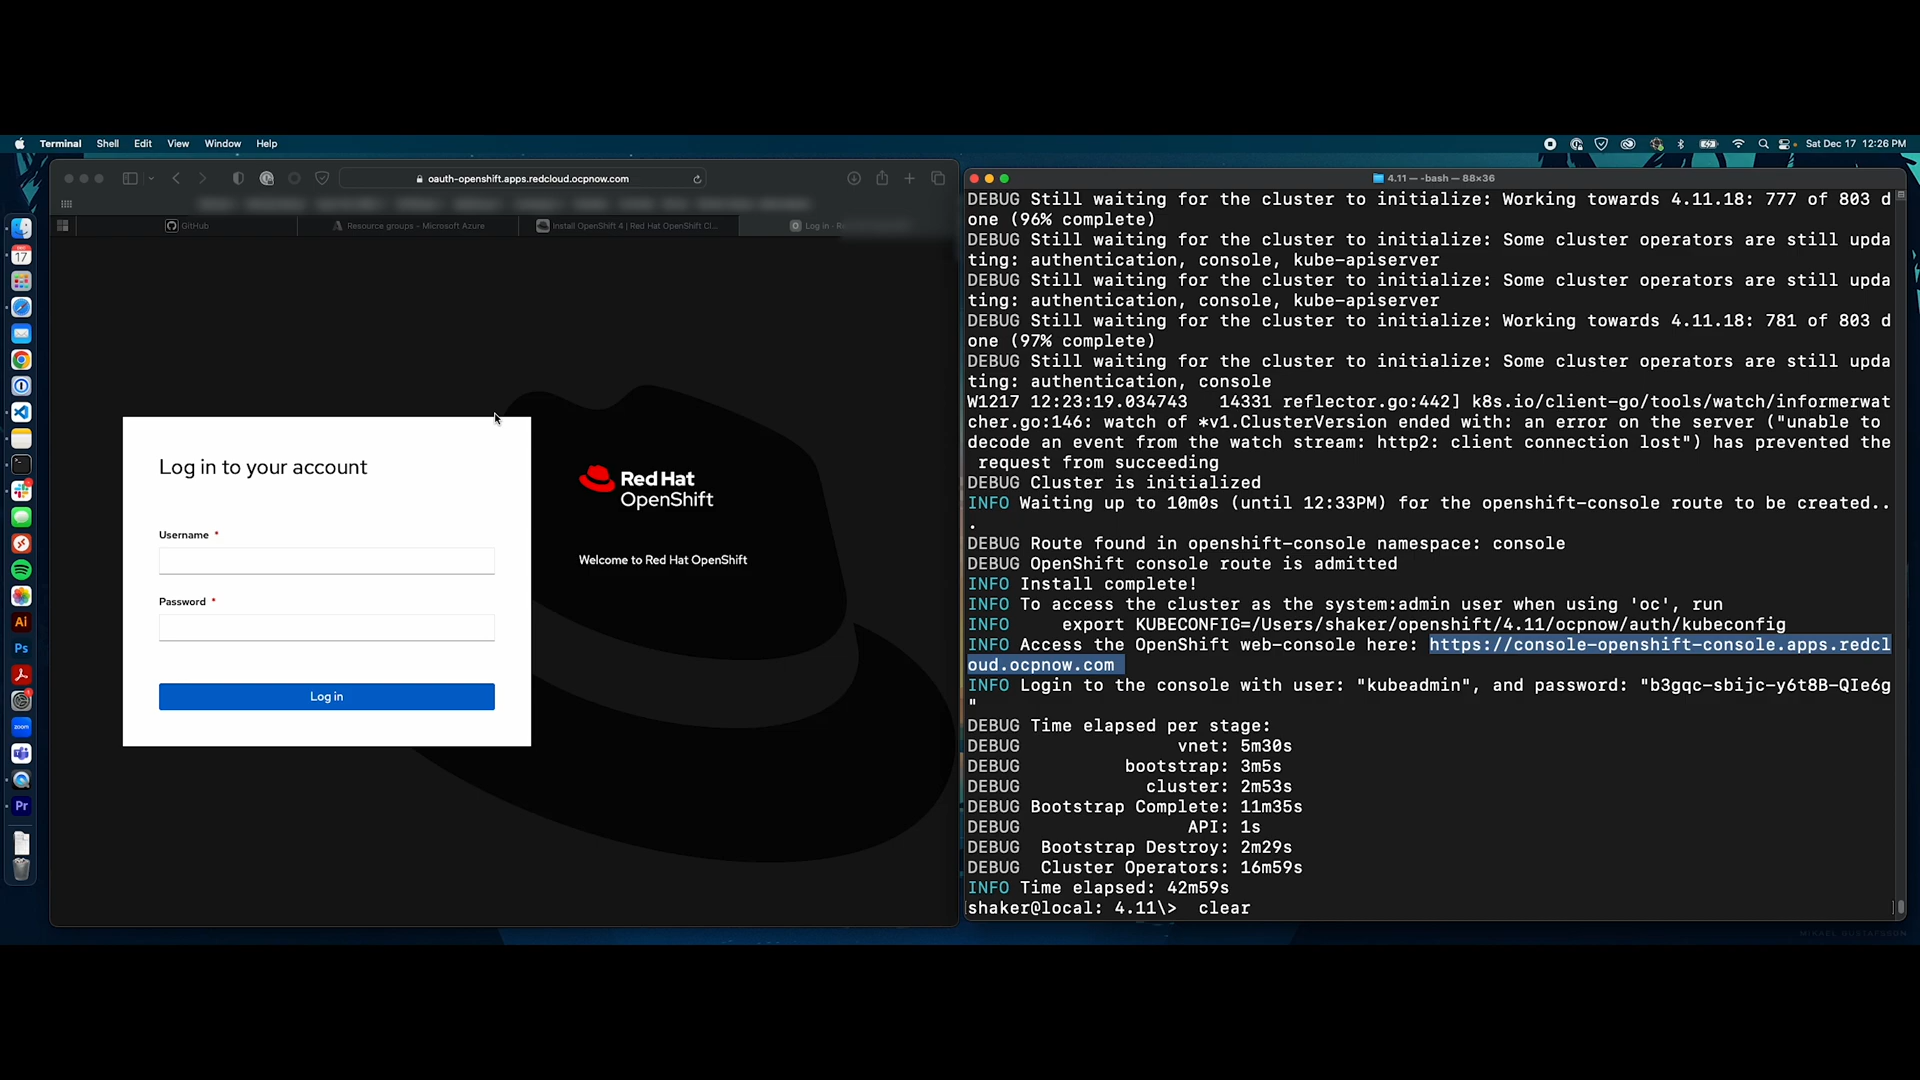 Terminal Shell Edit View Window Help
Sat Dec 17 12:26 PM
oauth-openshift.apps.redcloud.ocpnow.com
GitHub
Resource groups - Microsoft Azure
Install OpenShift 4 | Red Hat OpenShift Cl...
Log in - R
DEC
17
Ai
Ps
zoom
Pr
Log in to your account
Username *
Password *
Log in
Red Hat
OpenShift
Welcome to Red Hat OpenShift
4.11 — -bash — 88×36
DEBUG Still waiting for the cluster to initialize: Working towards 4.11.18: 777 of 803 d
one (96% complete)
DEBUG Still waiting for the cluster to initialize: Some cluster operators are still upda
ting: authentication, console, kube-apiserver
DEBUG Still waiting for the cluster to initialize: Some cluster operators are still upda
ting: authentication, console, kube-apiserver
DEBUG Still waiting for the cluster to initialize: Working towards 4.11.18: 781 of 803 d
one (97% complete)
DEBUG Still waiting for the cluster to initialize: Some cluster operators are still upda
ting: authentication, console
W1217 12:23:19.034743 14331 reflector.go:442] k8s.io/client-go/tools/watch/informerwat
cher.go:146: watch of *v1.ClusterVersion ended with: an error on the server ("unable to
decode an event from the watch stream: http2: client connection lost") has prevented the
request from succeeding
DEBUG Cluster is initialized
INFO Waiting up to 10m0s (until 12:33PM) for the openshift-console route to be created..
.
DEBUG Route found in openshift-console namespace: console
DEBUG OpenShift console route is admitted
INFO Install complete!
INFO To access the cluster as the system:admin user when using 'oc', run
INFO export KUBECONFIG=/Users/shaker/openshift/4.11/ocpnow/auth/kubeconfig
INFO Access the OpenShift web-console here: https://console-openshift-console.apps.redcl
oud.ocpnow.com
INFO Login to the console with user: "kubeadmin", and password: "b3gqc-sbijc-y6t8B-QIe6g
"
DEBUG Time elapsed per stage:
DEBUG vnet: 5m30s
DEBUG bootstrap: 3m5s
DEBUG cluster: 2m53s
DEBUG Bootstrap Complete: 11m35s
DEBUG API: 1s
DEBUG Bootstrap Destroy: 2m29s
DEBUG Cluster Operators: 16m59s
INFO Time elapsed: 42m59s
shaker@local: 4.11\> clear
MIKAEL GUSTAFSSON